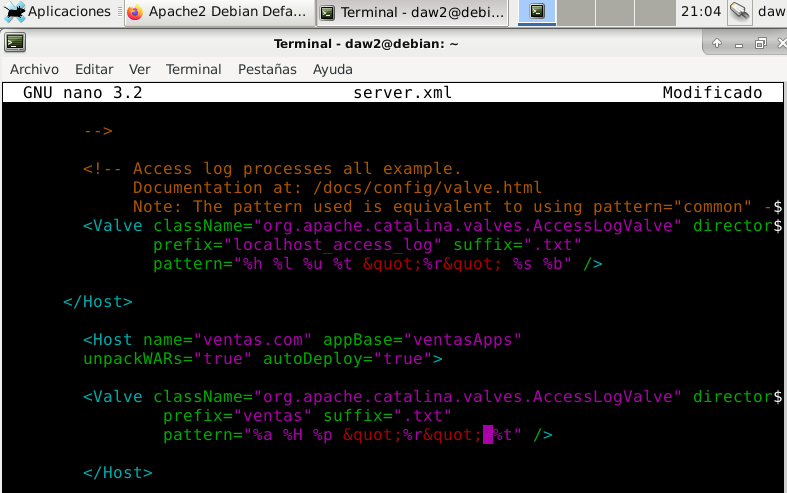 Aplicaciones
Apache2 Debian Defa...
Terminal - daw2@debi...
21:04
daw
Terminal - daw2@debian: ~
Archivo Editar Ver Terminal Pestañas Ayuda
GNU nano 3.2 server.xml Modificado
-->
<!-- Access log processes all example.
Documentation at: /docs/config/valve.html
Note: The pattern used is equivalent to using pattern="common" -$
<Valve className="org.apache.catalina.valves.AccessLogValve" director$
prefix="localhost_access_log" suffix=".txt"
pattern="%h %l %u %t &quot;%r&quot; %s %b" />
</Host>
<Host name="ventas.com" appBase="ventasApps"
unpackWARs="true" autoDeploy="true">
<Valve className="org.apache.catalina.valves.AccessLogValve" director$
prefix="ventas" suffix=".txt"
pattern="%a %H %p &quot;%r&quot; %t" />
</Host>